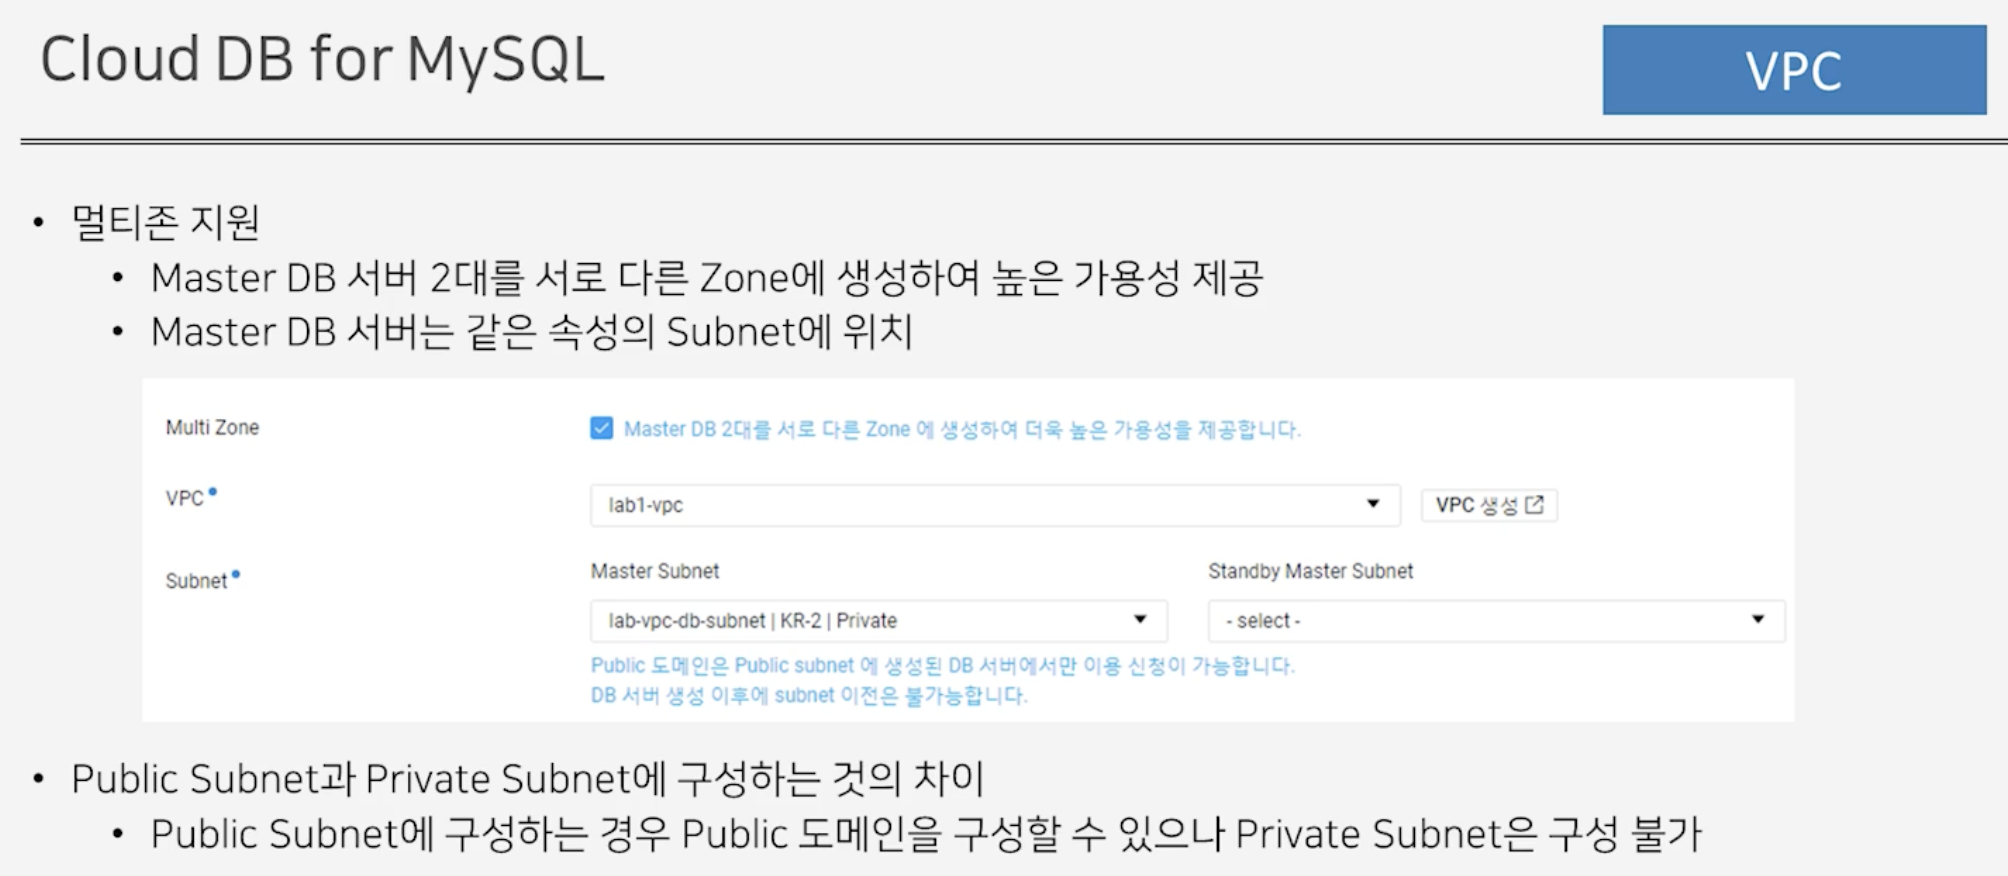 Cloud DB for MySQL
VPC
• 멀티존 지원
• Master DB 서버 2대를 서로 다른 Zone에 생성하여 높은 가용성 제공
• Master DB 서버는 같은 속성의 Subnet에 위치
Multi Zone
Master DB 2대를 서로 다른 Zone 에 생성하여 더욱 높은 가용성을 제공합니다.
VPC
lab1-vpc
VPC 생성
Subnet
Master Subnet
Standby Master Subnet
lab-vpc-db-subnet | KR-2 | Private
- select -
Public 도메인은 Public subnet 에 생성된 DB 서버에서만 이용 신청이 가능합니다.
DB 서버 생성 이후에 subnet 이전은 불가능합니다.
• Public Subnet과 Private Subnet에 구성하는 것의 차이
• Public Subnet에 구성하는 경우 Public 도메인을 구성할 수 있으나 Private Subnet은 구성 불가